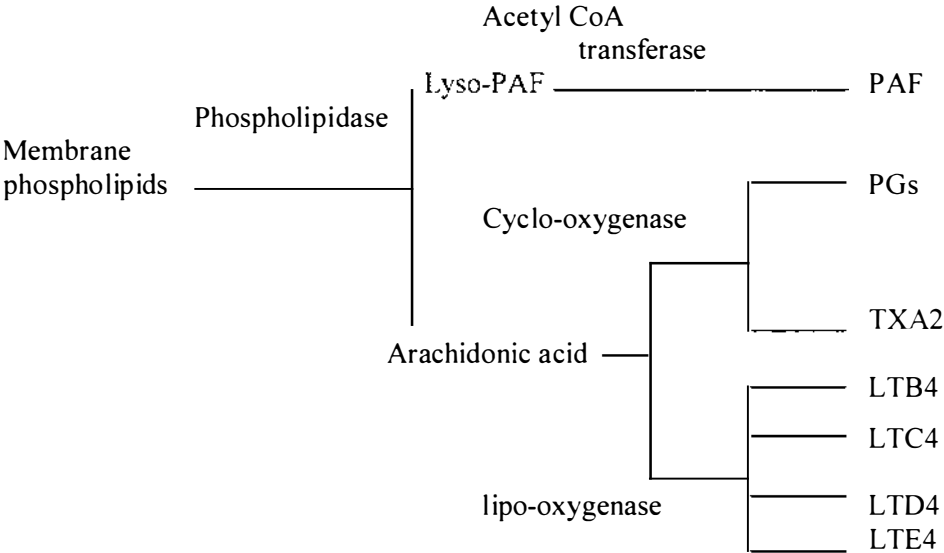 Acetyl CoA
transferase
Lyso-PAF
PAF
Phospholipidase
Membrane
phospholipids
PGs
Cyclo-oxygenase
TXA2
Arachidonic acid
LTB4
LTC4
lipo-oxygenase
LTD4
LTE4